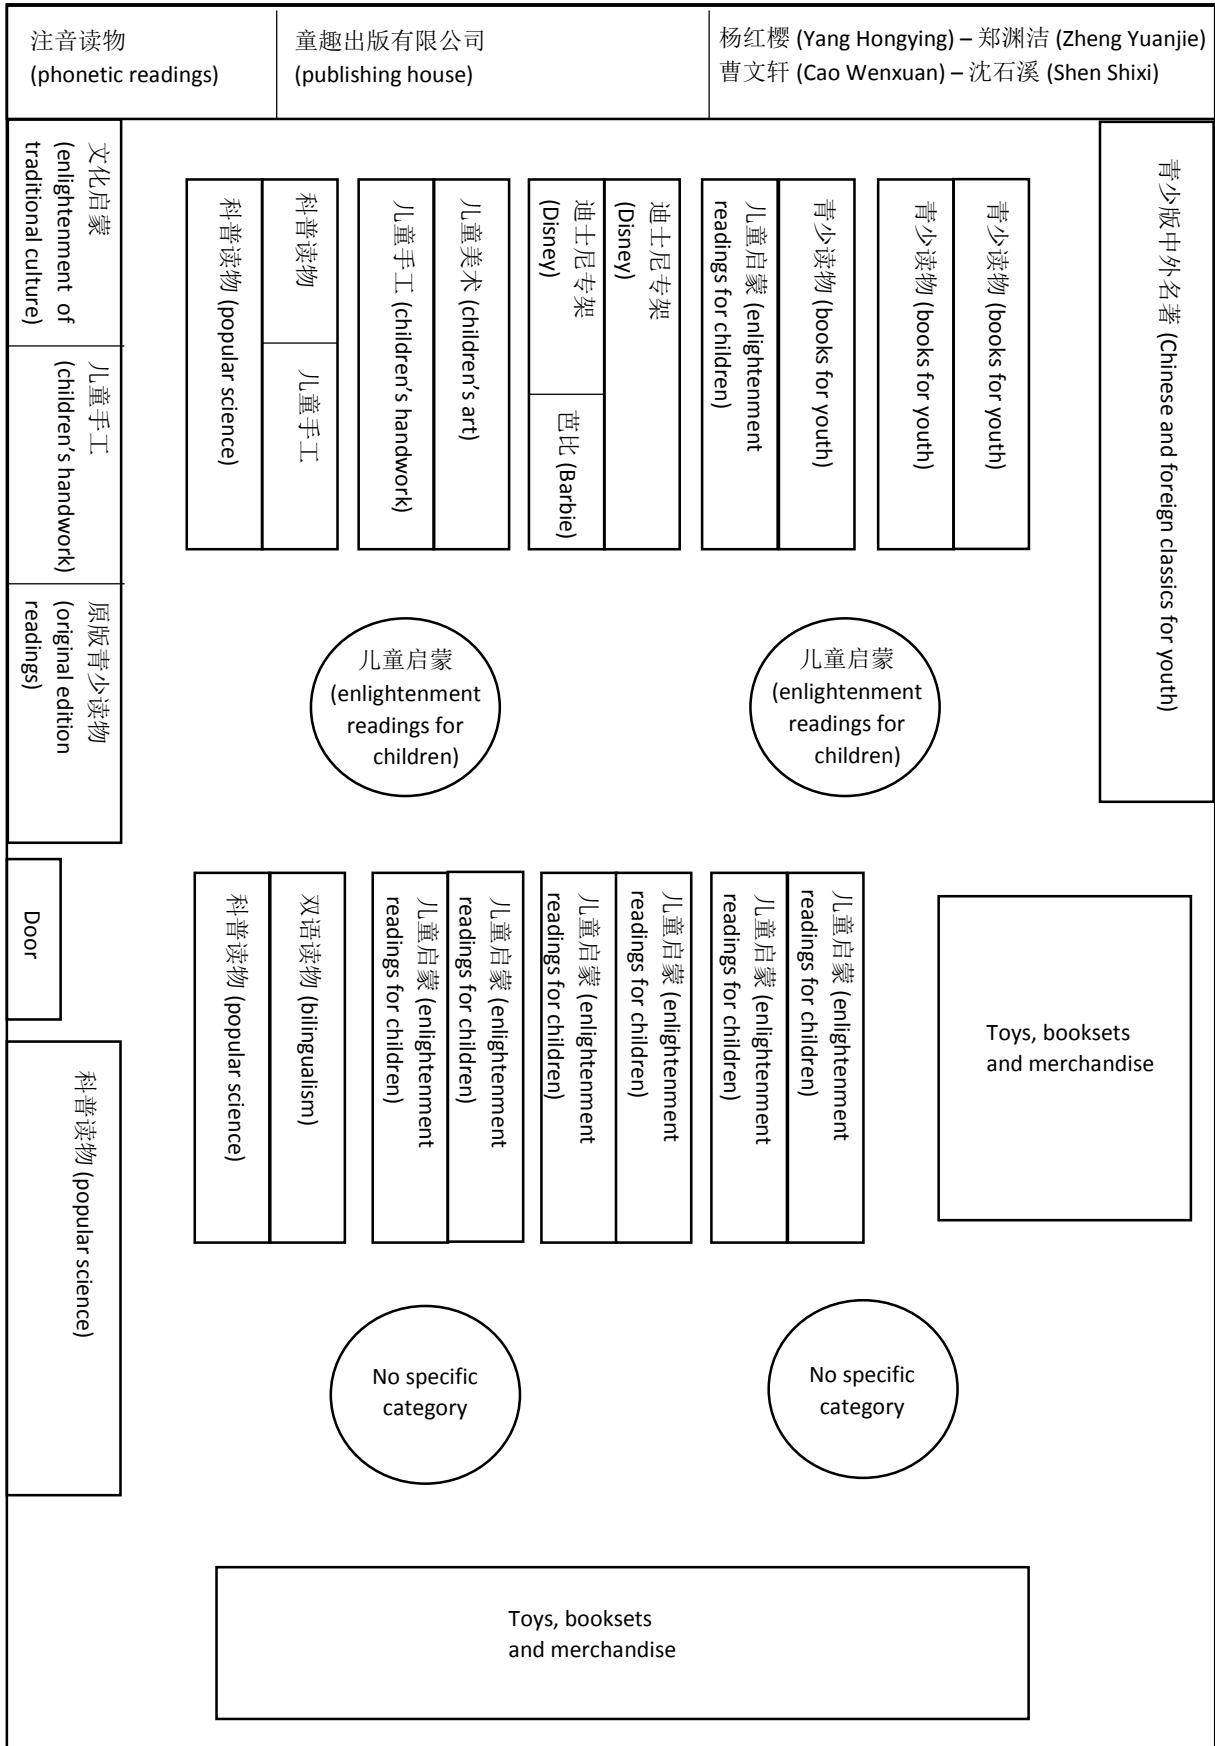 注音读物
(phonetic readings)
童趣出版有限公司
(publishing house)
杨红樱 (Yang Hongying) – 郑渊洁 (Zheng Yuanjie)
曹文轩 (Cao Wenxuan) – 沈石溪 (Shen Shixi)
文化启蒙
(enlightenment of
traditional culture)
儿童手工
(children's handwork)
原版青少读物
(original edition
readings)
科普读物 (popular science)
科普读物
儿童手工
儿童手工 (children's handwork)
儿童美术 (children's art)
迪士尼专架
(Disney)
芭比 (Barbie)
迪士尼专架
(Disney)
儿童启蒙 (enlightenment
readings for children)
青少读物 (books for youth)
青少读物 (books for youth)
青少读物 (books for youth)
青少版中外名著 (Chinese and foreign classics for youth)
儿童启蒙
(enlightenment
readings for
children)
儿童启蒙
(enlightenment
readings for
children)
Door
科普读物 (popular science)
科普读物 (popular science)
双语读物 (bilingualism)
儿童启蒙 (enlightenment
readings for children)
儿童启蒙 (enlightenment
readings for children)
儿童启蒙 (enlightenment
readings for children)
儿童启蒙 (enlightenment
readings for children)
儿童启蒙 (enlightenment
readings for children)
儿童启蒙 (enlightenment
readings for children)
Toys, booksets
and merchandise
No specific
category
No specific
category
Toys, booksets
and merchandise